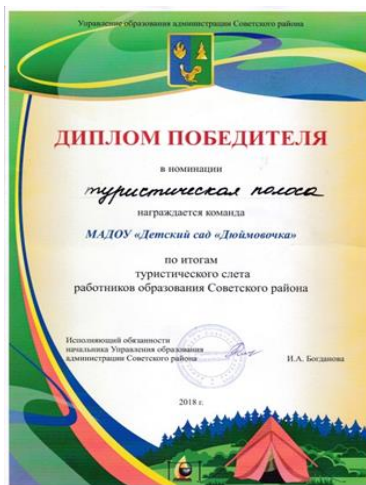 Управление образования администрации Советского района
ДИПЛОМ ПОБЕДИТЕЛЯ
в номинации
туристическая полоса
награждается команда
МАДОУ «Детский сад «Дюймовочка»
по итогам
туристического слета
работников образования Советского района
Исполняющий обязанности
начальника Управления образования
администрации Советского района
И.А. Богданова
2018 г.